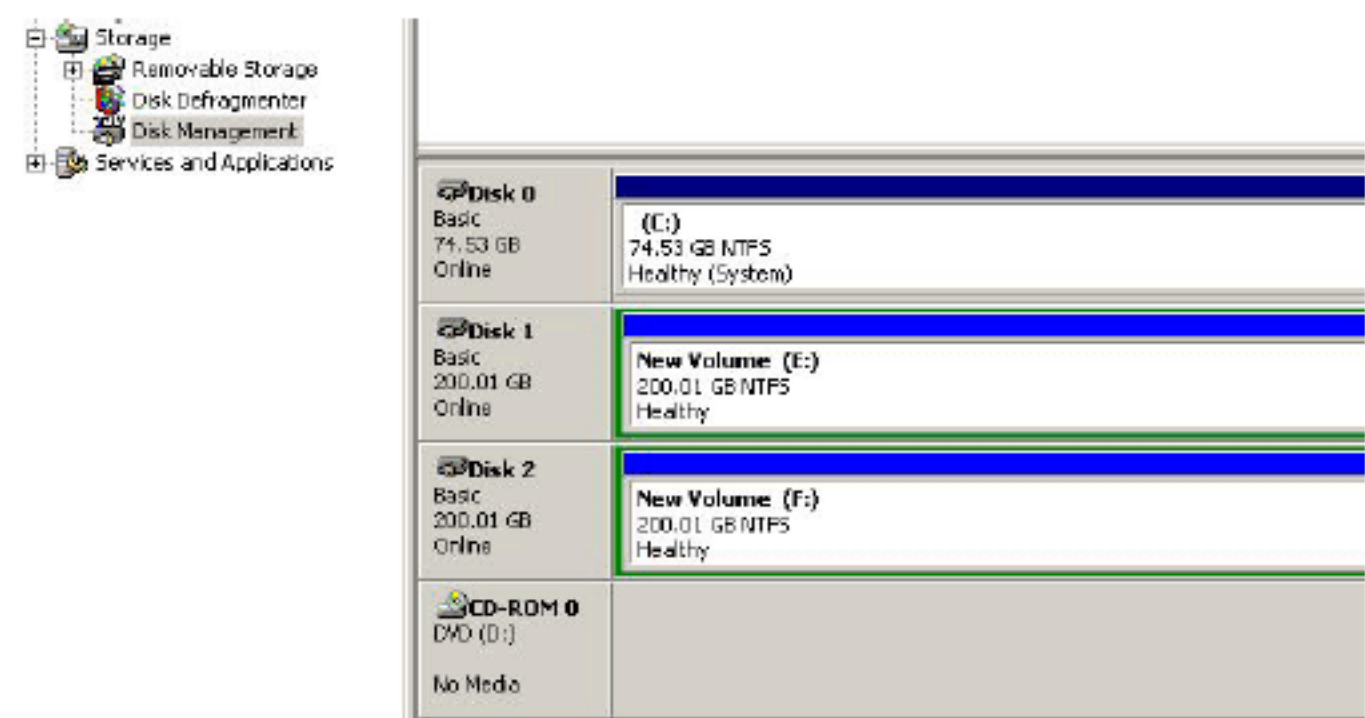 Storage
Removable Storage
Disk Defragmenter
Disk Management
Services and Applications
Disk 0
Basic
74.53 GB
Online
(C:)
74.53 GB NTFS
Healthy (System)
Disk 1
Basic
200.01 GB
Online
New Volume (E:)
200.01 GB NTFS
Healthy
Disk 2
Basic
200.01 GB
Online
New Volume (F:)
200.01 GB NTFS
Healthy
CD-ROM 0
DVD (D:)
No Media